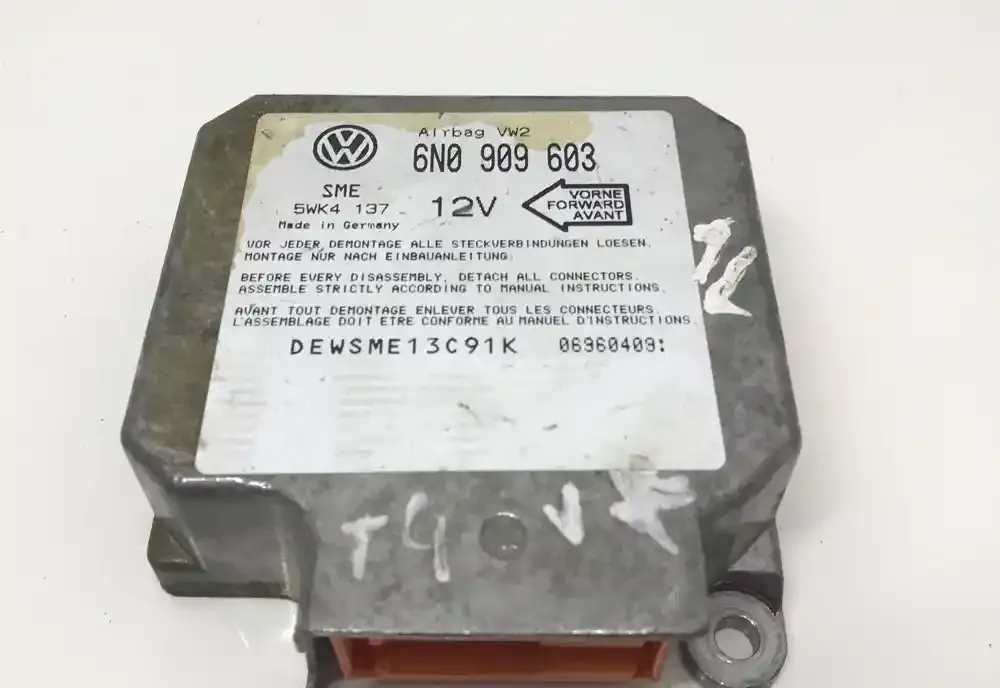 Airbag VW2
6N0 909 603
SME
5WK4 137
12V
VORNE
FORWARD
AVANT
Made in Germany
VOR JEDER DEMONTAGE ALLE STECKVERBINDUNGEN LOESEN.
MONTAGE NUR NACH EINBAUANLEITUNG.
BEFORE EVERY DISASSEMBLY, DETACH ALL CONNECTORS.
ASSEMBLE STRICTLY ACCORDING TO MANUAL INSTRUCTIONS.
AVANT TOUT DEMONTAGE ENLEVER TOUS LES CONNECTEURS.
L'ASSEMBLAGE DOIT ETRE CONFORME AU MANUEL D'INSTRUCTIONS.
DEWSME13C91K 06960409: